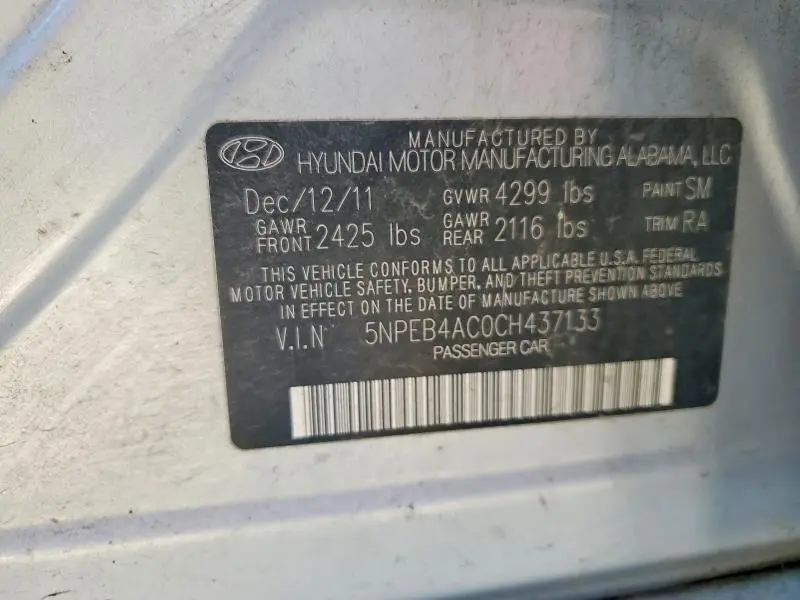 MANUFACTURED BY
HYUNDAI MOTOR MANUFACTURING ALABAMA, LLC
Dec/12/11 GVWR 4299 lbs PAINT SM
GAWR FRONT 2425 lbs GAWR REAR 2116 lbs TRIM RA
THIS VEHICLE CONFORMS TO ALL APPLICABLE U.S.A. FEDERAL
MOTOR VEHICLE SAFETY, BUMPER, AND THEFT PREVENTION STANDARDS
IN EFFECT ON THE DATE OF MANUFACTURE SHOWN ABOVE
V.I.N 5NPEB4AC0CH437133
PASSENGER CAR